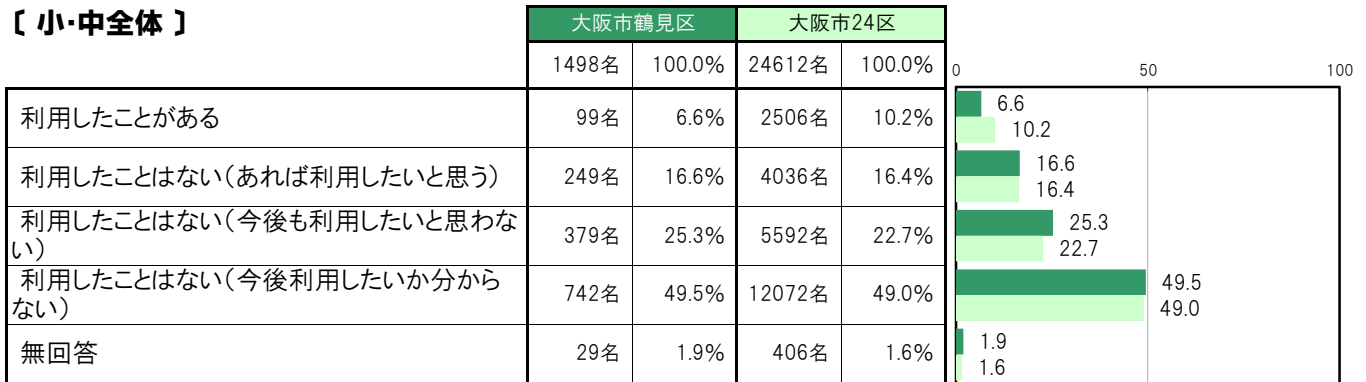 〔 小・中全体 〕
大阪市鶴見区 大阪市24区
1498名 100.0% 24612名 100.0%
0 50 100
利用したことがある 99名 6.6% 2506名 10.2%
6.6
10.2
利用したことはない（あれば利用したいと思う） 249名 16.6% 4036名 16.4%
16.6
16.4
利用したことはない（今後も利用したいと思わな
い） 379名 25.3% 5592名 22.7%
25.3
22.7
利用したことはない（今後利用したいか分から
ない） 742名 49.5% 12072名 49.0%
49.5
49.0
無回答 29名 1.9% 406名 1.6%
1.9
1.6